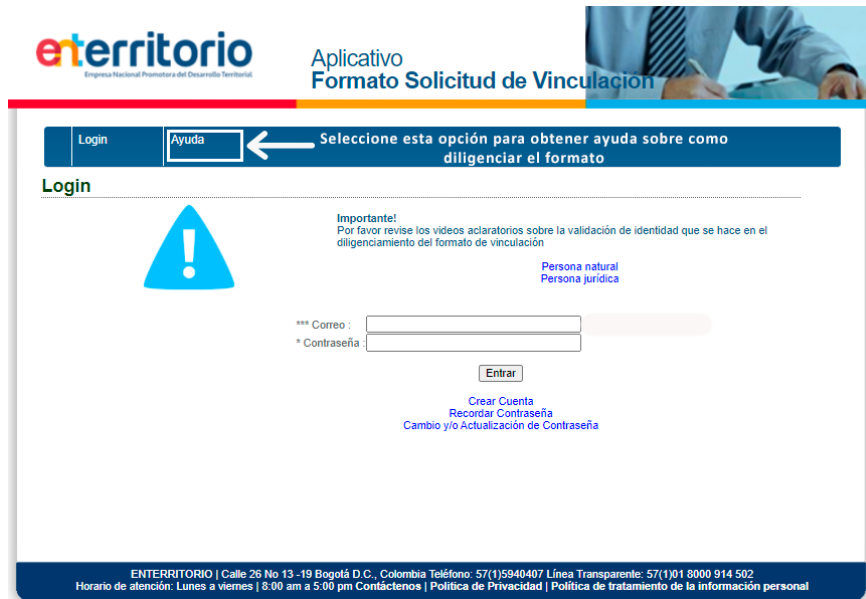 enterritorio
Empresa Nacional Promotora del Desarrollo Territorial
Aplicativo
Formato Solicitud de Vinculación
Login
Ayuda
Seleccione esta opción para obtener ayuda sobre como
diligenciar el formato
Login
!
Importante!
Por favor revise los videos aclaratorios sobre la validación de identidad que se hace en el
diligenciamiento del formato de vinculación
Persona natural
Persona jurídica
*** Correo :
* Contraseña :
Entrar
Crear Cuenta
Recordar Contraseña
Cambio y/o Actualización de Contraseña
ENTERRITORIO | Calle 26 No 13 -19 Bogotá D.C., Colombia Teléfono: 57(1)5940407 Línea Transparente: 57(1)01 8000 914 502
Horario de atención: Lunes a viernes | 8:00 am a 5:00 pm Contáctenos | Politica de Privacidad | Política de tratamiento de la información personal